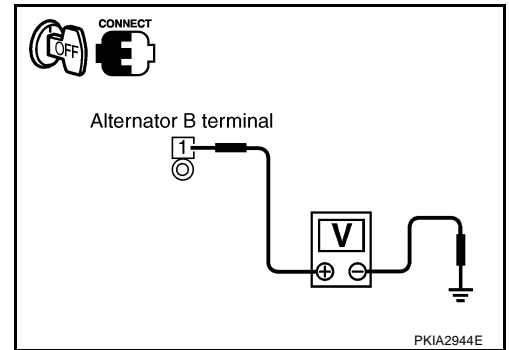 CONNECT
OFF
Alternator B terminal
1
V
+ −
PKIA2944E